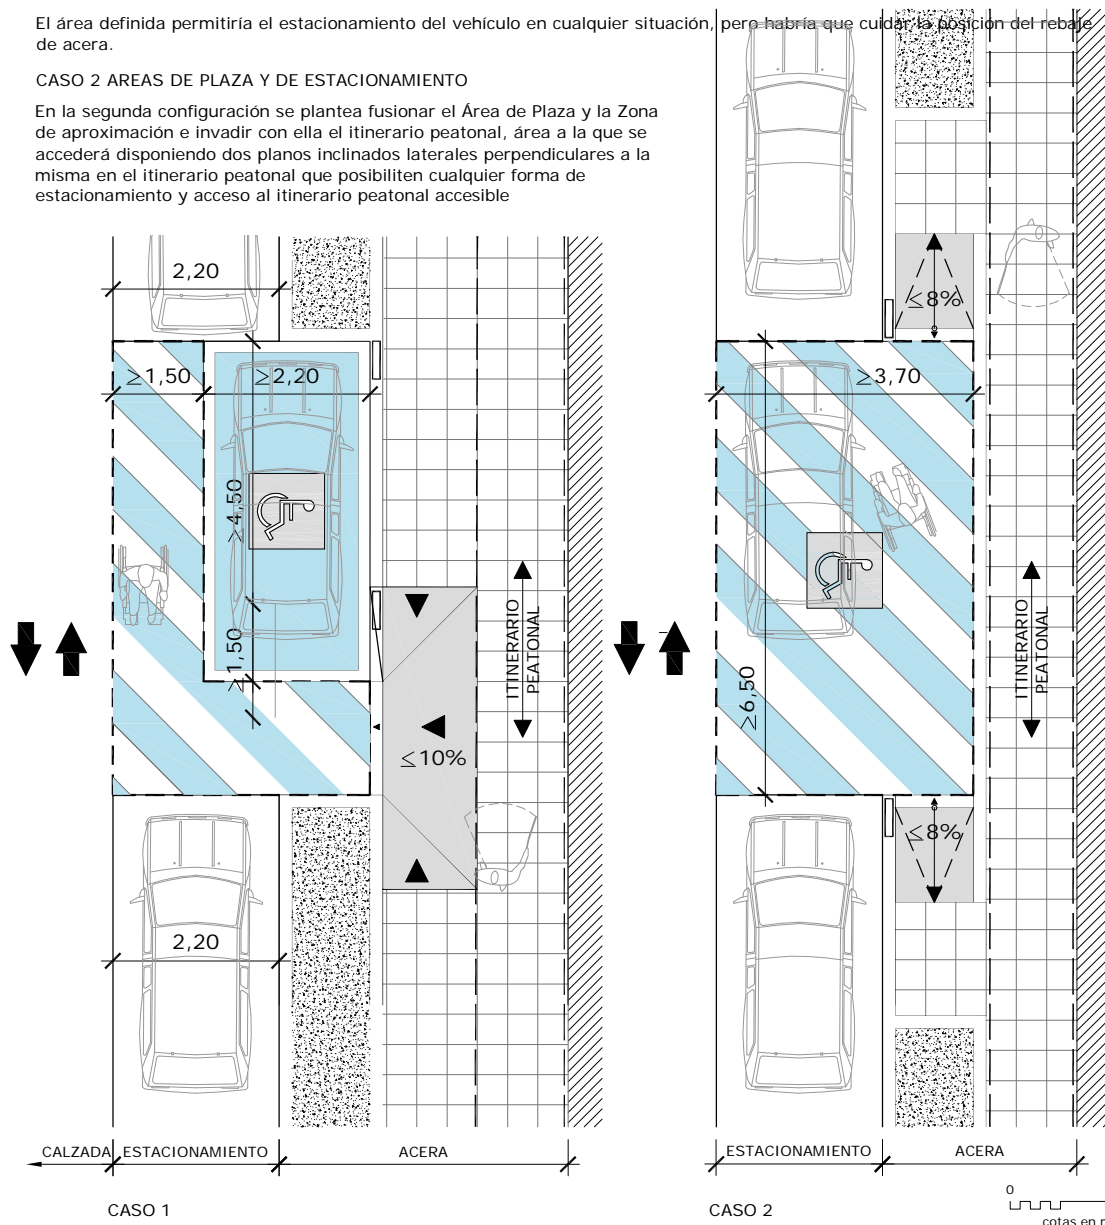 El área definida permitiría el estacionamiento del vehículo en cualquier situación, pero habría que cuidar la posición del rebaje
de acera.
CASO 2 AREAS DE PLAZA Y DE ESTACIONAMIENTO
En la segunda configuración se plantea fusionar el Área de Plaza y la Zona
de aproximación e invadir con ella el itinerario peatonal, área a la que se
accederá disponiendo dos planos inclinados laterales perpendiculares a la
misma en el itinerario peatonal que posibiliten cualquier forma de
estacionamiento y acceso al itinerario peatonal accesible
2,20
≥1,50
≥2,20
≥4,50
≥1,50
≤10%
ITINERARIO
PEATONAL
2,20
CALZADA
ESTACIONAMIENTO
ACERA
CASO 1
≤8%
≥3,70
≥6,50
ITINERARIO
PEATONAL
≤8%
ESTACIONAMIENTO
ACERA
CASO 2
0
cotas en